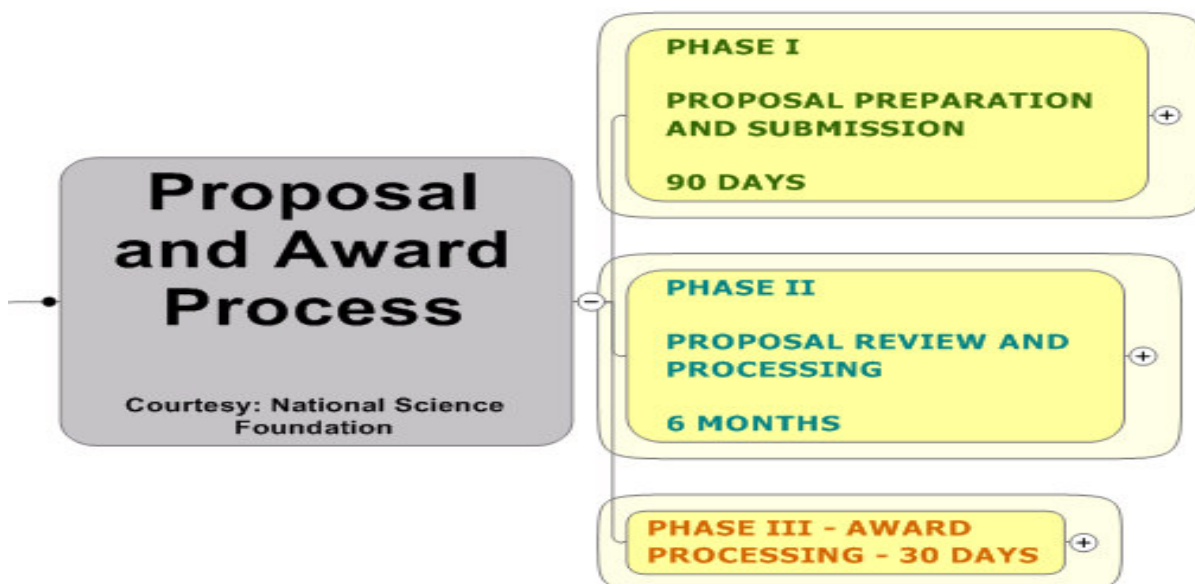 Proposal
and Award
Process
Courtesy: National Science
Foundation
PHASE I
PROPOSAL PREPARATION
AND SUBMISSION
90 DAYS
PHASE II
PROPOSAL REVIEW AND
PROCESSING
6 MONTHS
PHASE III - AWARD
PROCESSING - 30 DAYS